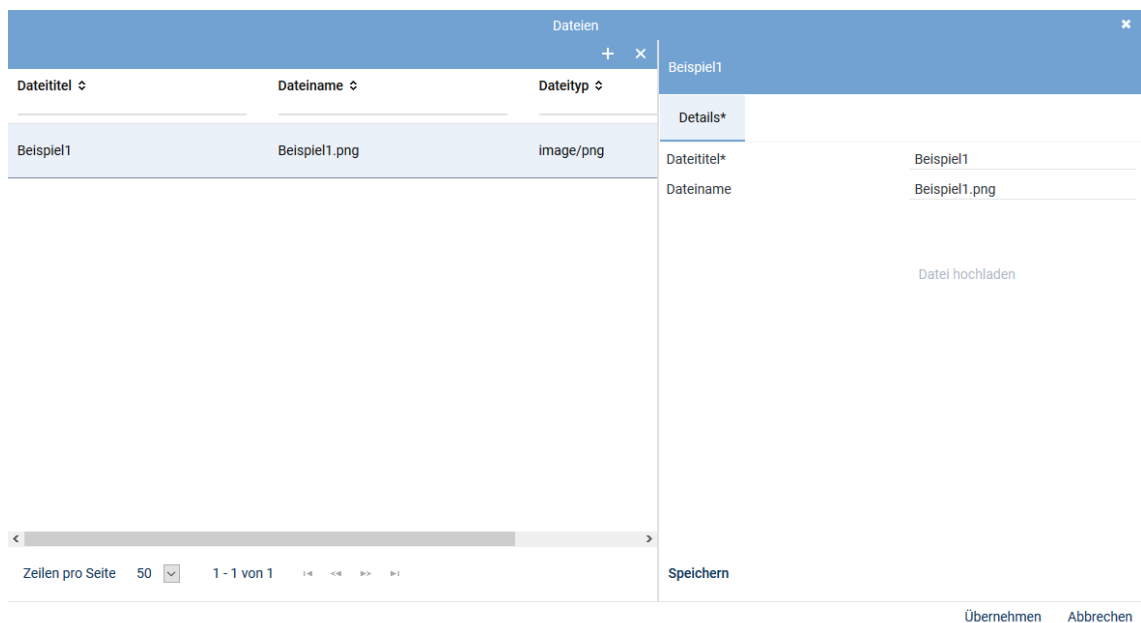 Dateien
Beispiel1
Dateititel Dateiname Dateityp
Beispiel1 Beispiel1.png image/png
Details*
Dateititel* Beispiel1
Dateiname Beispiel1.png
Datei hochladen
Zeilen pro Seite 50 1 - 1 von 1
Speichern
Übernehmen Abbrechen